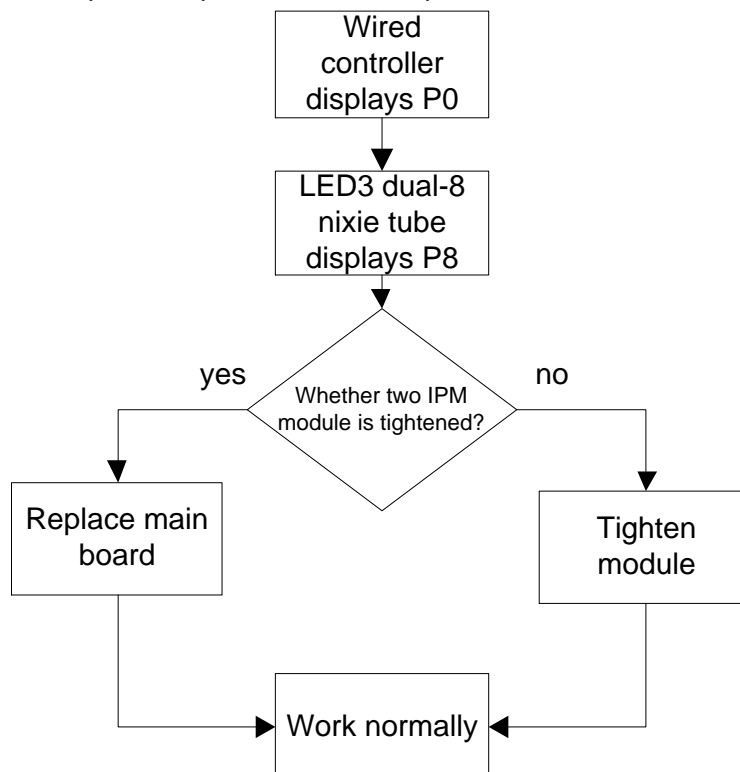 Wired
controller
displays P0
LED3 dual-8
nixie tube
displays P8
yes
no
Whether two IPM
module is tightened?
Replace main
board
Tighten
module
Work normally